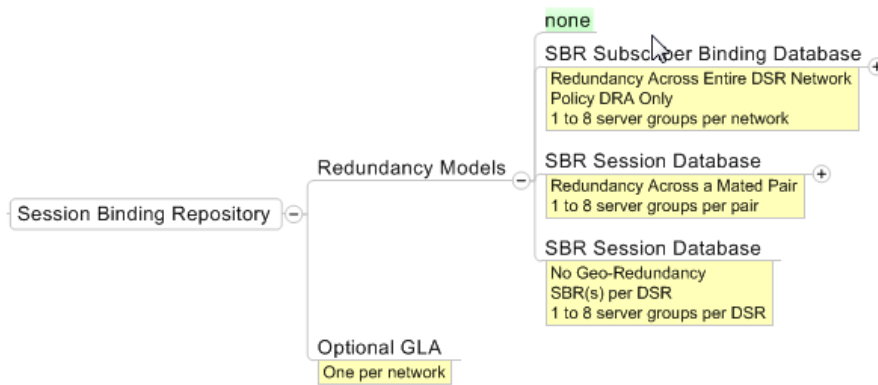 none
SBR Subscriber Binding Database
Redundancy Across Entire DSR Network
Policy DRA Only
1 to 8 server groups per network
SBR Session Database
Redundancy Models
Redundancy Across a Mated Pair
1 to 8 server groups per pair
Session Binding Repository
SBR Session Database
No Geo-Redundancy
SBR(s) per DSR
1 to 8 server groups per DSR
Optional GLA
One per network